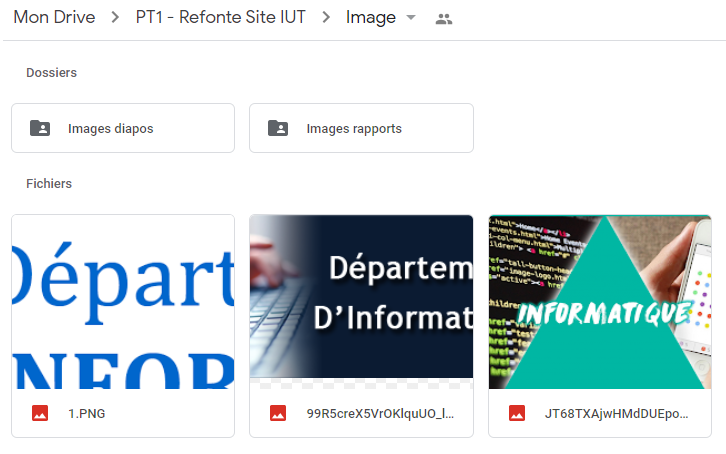 Mon Drive > PT1 - Refonte Site IUT > Image
Dossiers
Images diapos
Images rapports
Fichiers
Départ
NFOR
Départem
D'Informat
INFORMATIQUE
1.PNG
99R5creX5VrOKlquUO_l...
JT68TXAjwHMdDUEpo...